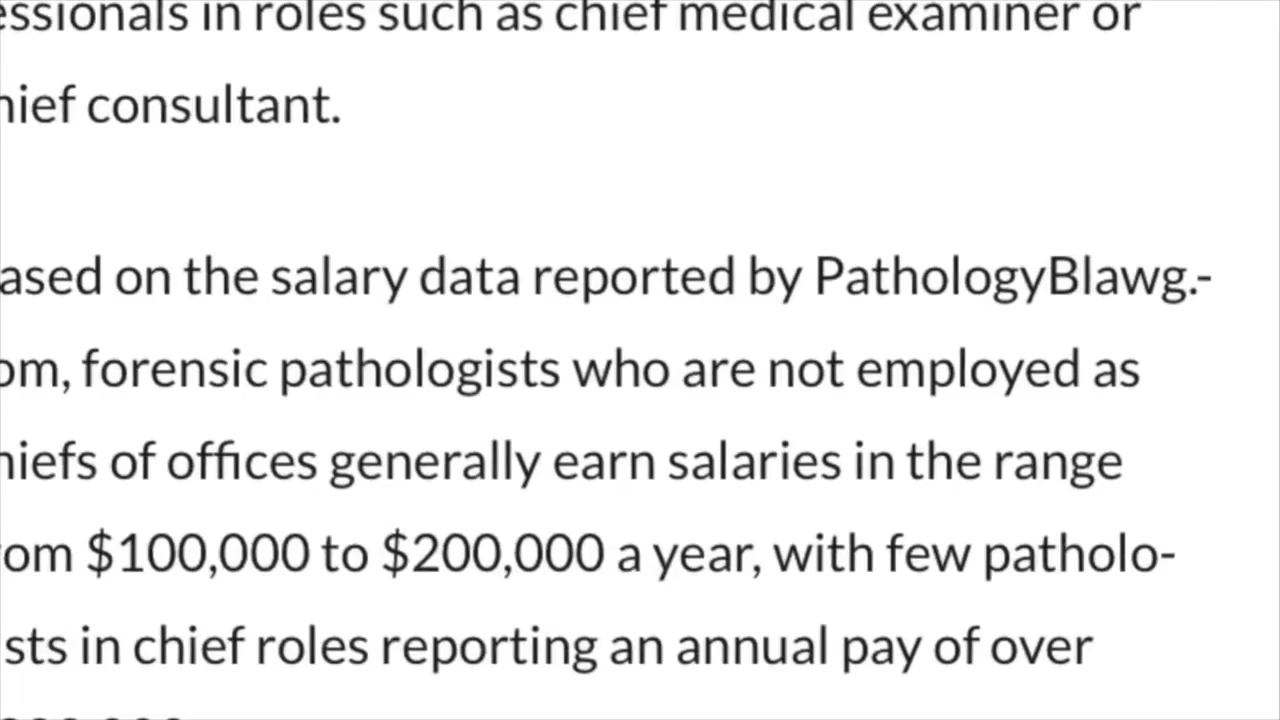 essionals in roles such as chief medical examiner or
hief consultant.
ased on the salary data reported by PathologyBlawg.-
om, forensic pathologists who are not employed as
hiefs of offices generally earn salaries in the range
rom $100,000 to $200,000 a year, with few patholo-
sts in chief roles reporting an annual pay of over